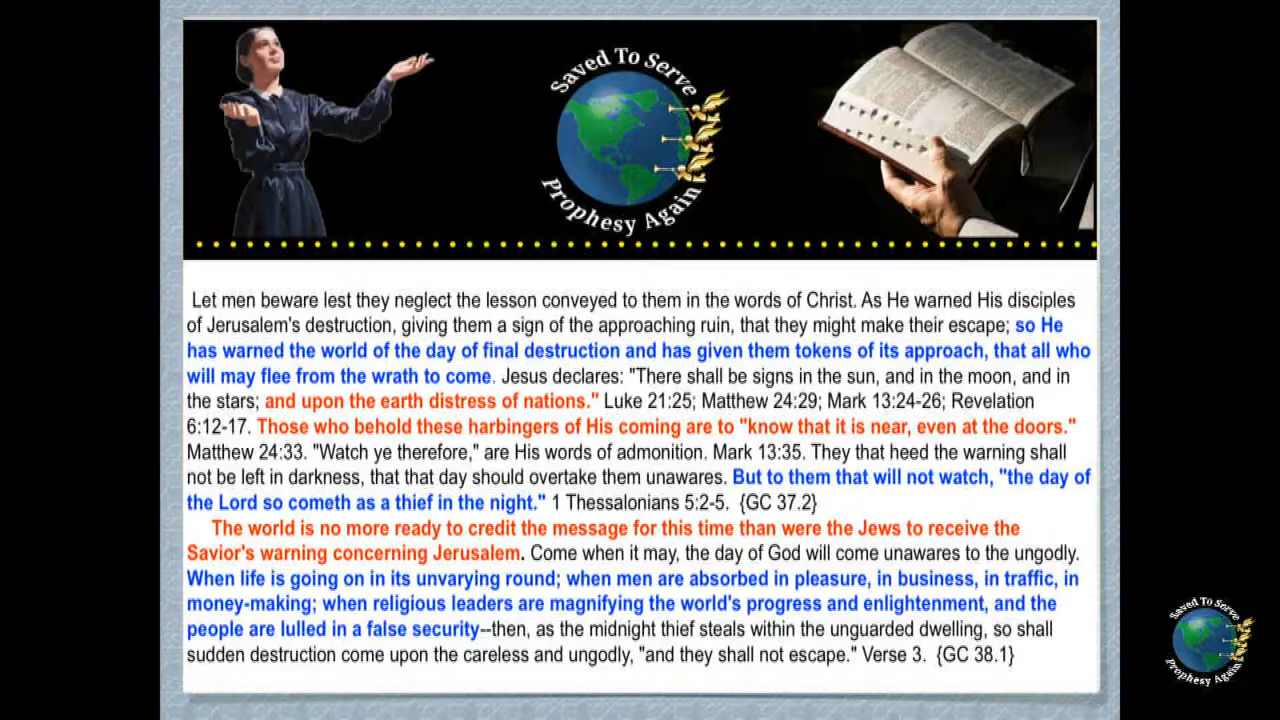 Saved To Serve
Prophesy Again
Let men beware lest they neglect the lesson conveyed to them in the words of Christ. As He warned His disciples
of Jerusalem's destruction, giving them a sign of the approaching ruin, that they might make their escape; so He
has warned the world of the day of final destruction and has given them tokens of its approach, that all who
will may flee from the wrath to come. Jesus declares: "There shall be signs in the sun, and in the moon, and in
the stars; and upon the earth distress of nations." Luke 21:25; Matthew 24:29; Mark 13:24-26; Revelation
6:12-17. Those who behold these harbingers of His coming are to "know that it is near, even at the doors."
Matthew 24:33. "Watch ye therefore," are His words of admonition. Mark 13:35. They that heed the warning shall
not be left in darkness, that that day should overtake them unawares. But to them that will not watch, "the day of
the Lord so cometh as a thief in the night." 1 Thessalonians 5:2-5. {GC 37.2}
The world is no more ready to credit the message for this time than were the Jews to receive the
Savior's warning concerning Jerusalem. Come when it may, the day of God will come unawares to the ungodly.
When life is going on in its unvarying round; when men are absorbed in pleasure, in business, in traffic, in
money-making; when religious leaders are magnifying the world's progress and enlightenment, and the
people are lulled in a false security--then, as the midnight thief steals within the unguarded dwelling, so shall
sudden destruction come upon the careless and ungodly, "and they shall not escape." Verse 3. {GC 38.1}
Saved To Serve
Prophesy Again